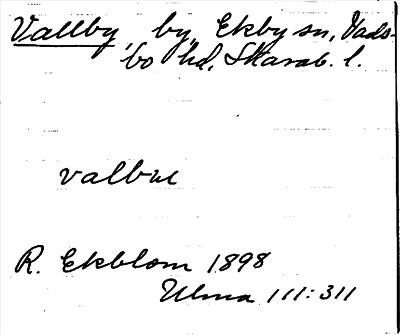 Vallby, by, Ekby sn, Vads-
bo hd, Skarab. l.
valbu
R. Ekblom 1898
Ulma 111:311